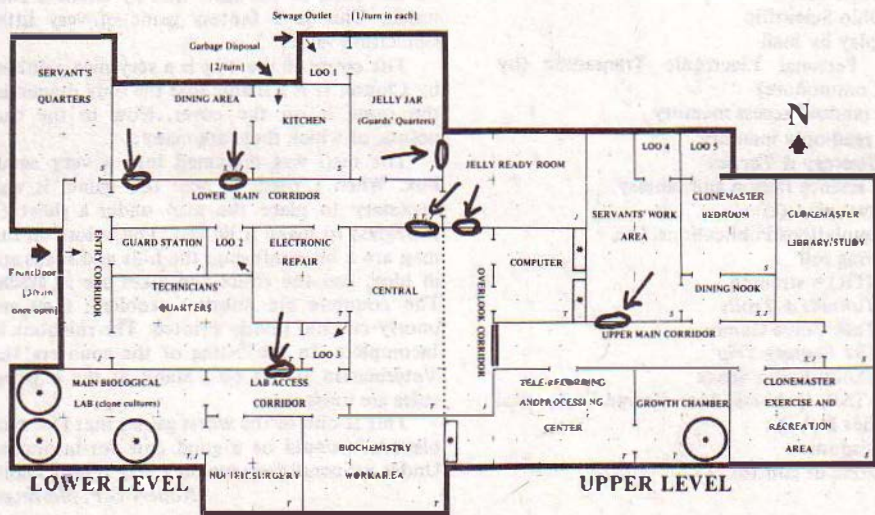 Sewage Outlet [1/turn in each]
Garbage Disposal
[2/turn]
SERVANT'S
QUARTERS
DINING AREA
KITCHEN
LOO 1
JELLY JAR
(Guards' Quarters)
N
LOWER MAIN CORRIDOR
ENTRY CORRIDOR
Front Door
[3/turn
once open]
GUARD STATION
LOO 2
ELECTRONIC
REPAIR
TECHNICIANS'
QUARTERS
CENTRAL
LOO 3
MAIN BIOLOGICAL
LAB (clone cultures)
LAB ACCESS
CORRIDOR
BIOCHEMISTRY
WORKAREA
LOWER LEVEL
JELLY READY ROOM
COMPUTER
OVERLOOK CORRIDOR
SERVANTS' WORK
AREA
LOO 4
LOO 5
CLONEMASTER
BEDROOM
CLONEMASTER
LIBRARY/STUDY
DINING NOOK
UPPER MAIN CORRIDOR
AND PROCESSING
CENTER
GROWTH CHAMBER
CLONEMASTER
EXERCISE AND
RECREATION
AREA
UPPER LEVEL